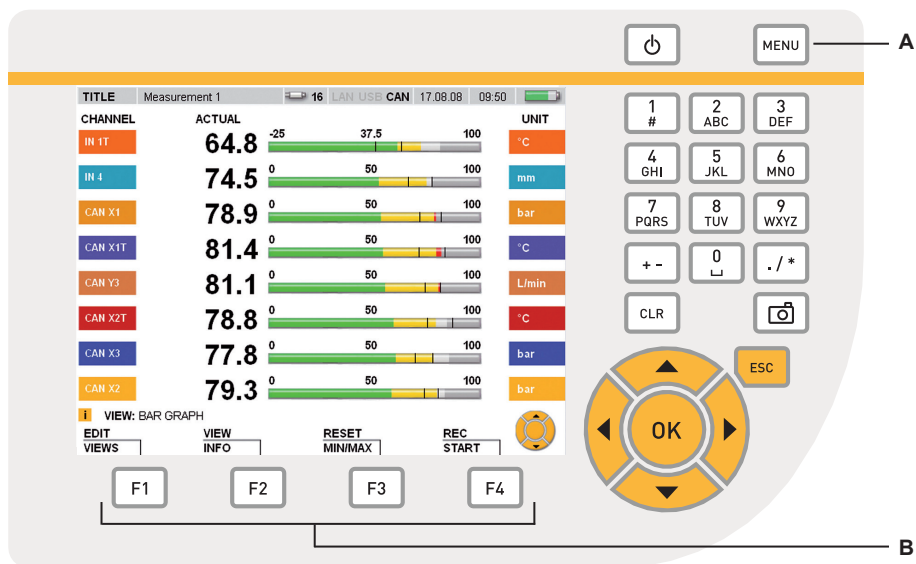 MENU
A
TITLE Measurement 1 16 LAN USB CAN 17.08.08 09:50
CHANNEL ACTUAL UNIT
IN 1T 64.8 -25 37.5 100 °C
IN 4 74.5 0 50 100 mm
CAN X1 78.9 0 50 100 bar
CAN X1T 81.4 0 50 100 °C
CAN Y3 81.1 0 50 100 L/min
CAN X2T 78.8 0 50 100 °C
CAN X3 77.8 0 50 100 bar
CAN X2 79.3 0 50 100 bar
i VIEW: BAR GRAPH
EDIT VIEW RESET REC
VIEWS INFO MIN/MAX START
F1 F2 F3 F4
1 2 3
# ABC DEF
4 5 6
GHI JKL MNO
7 8 9
PQRS TUV WXYZ
+ - 0 . / *
CLR
ESC
OK
B